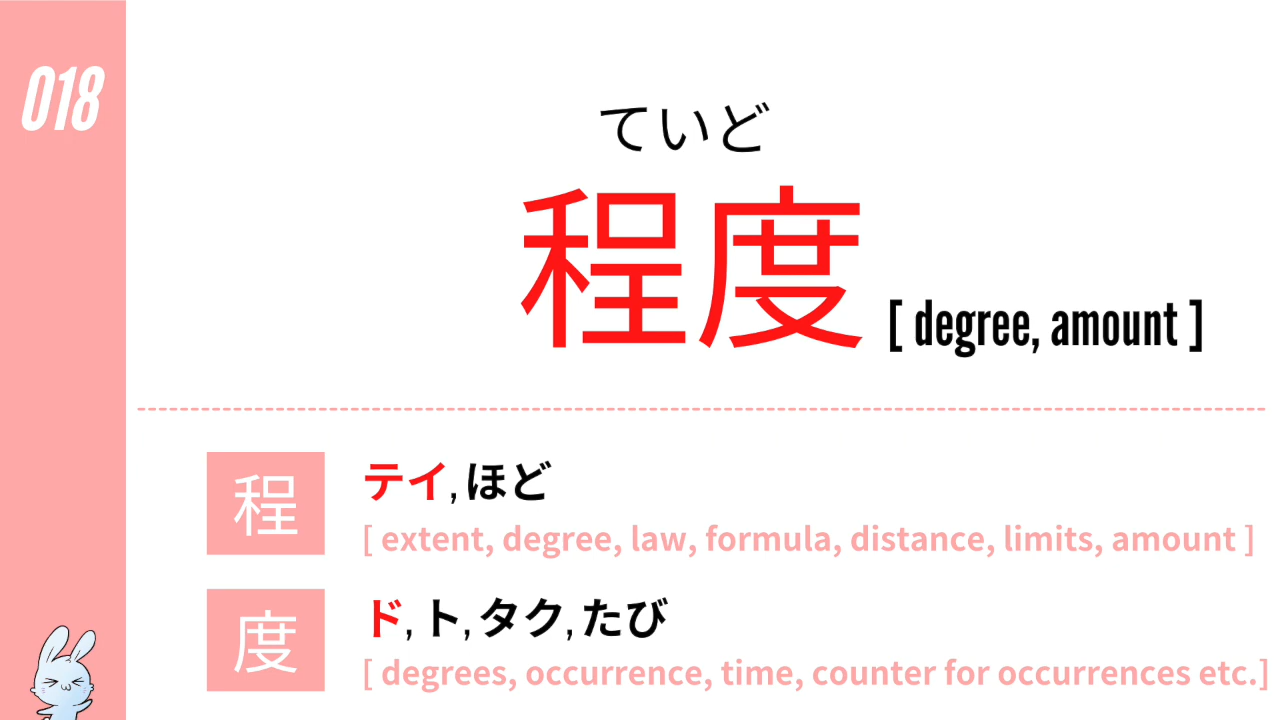 018
ていど
程度 [ degree, amount ]
程 テイ, ほど
[ extent, degree, law, formula, distance, limits, amount ]
度 ド, ト, タク, たび
[ degrees, occurrence, time, counter for occurrences etc.]